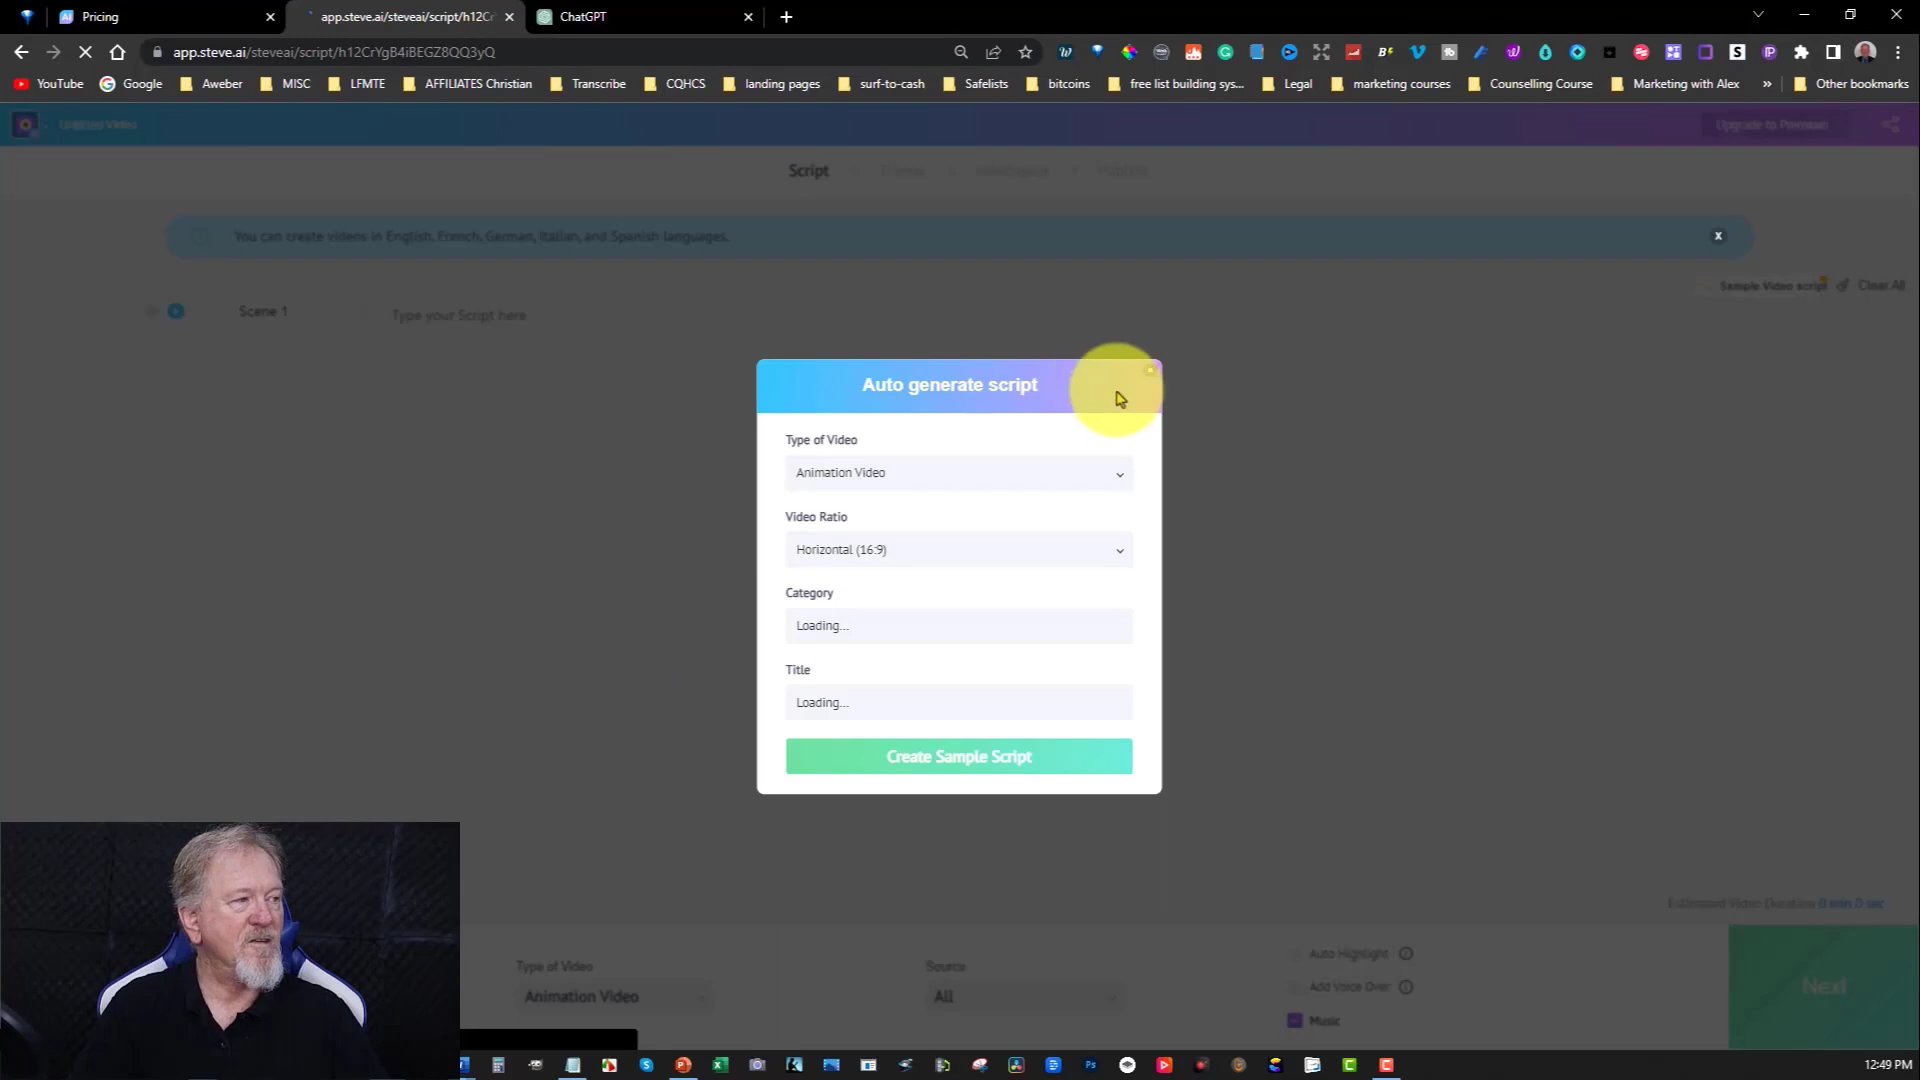 Pricing
app.steve.ai/steveai/script/h12Cr
ChatGPT
app.steve.ai/steveai/script/h12CrYgB4iBEGZ8QQ3yQ
YouTube
Google
Aweber
MISC
LFMTE
AFFILIATES Christian
Transcribe
CQHCS
landing pages
surf-to-cash
Safelists
bitcoins
free list building sys...
Legal
marketing courses
Counselling Course
Marketing with Alex
»
Other bookmarks
Untitled Video
Upgrade to Premium
Script
You can create videos in English, French, German, Italian, and Spanish languages.
x
Sample Video script
Clear All
Scene 1
Type your Script here
Auto generate script
Type of Video
Animation Video
Video Ratio
Horizontal (16:9)
Category
Loading...
Title
Loading...
Create Sample Script
Estimated Video Duration 0 min 0 sec
Type of Video
Animation Video
Source
All
Auto Highlight
Add Voice Over
Music
Next
12:49 PM